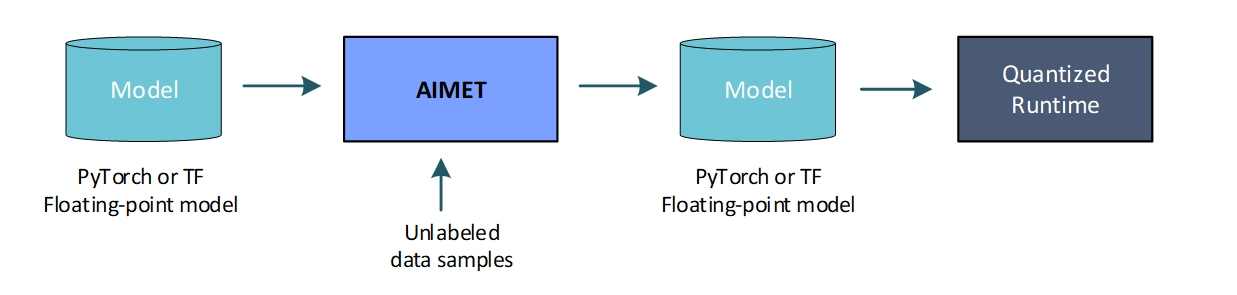 Model
AIMET
Model
Quantized
Runtime
PyTorch or TF
Floating-point model
PyTorch or TF
Floating-point model
Unlabeled
data samples